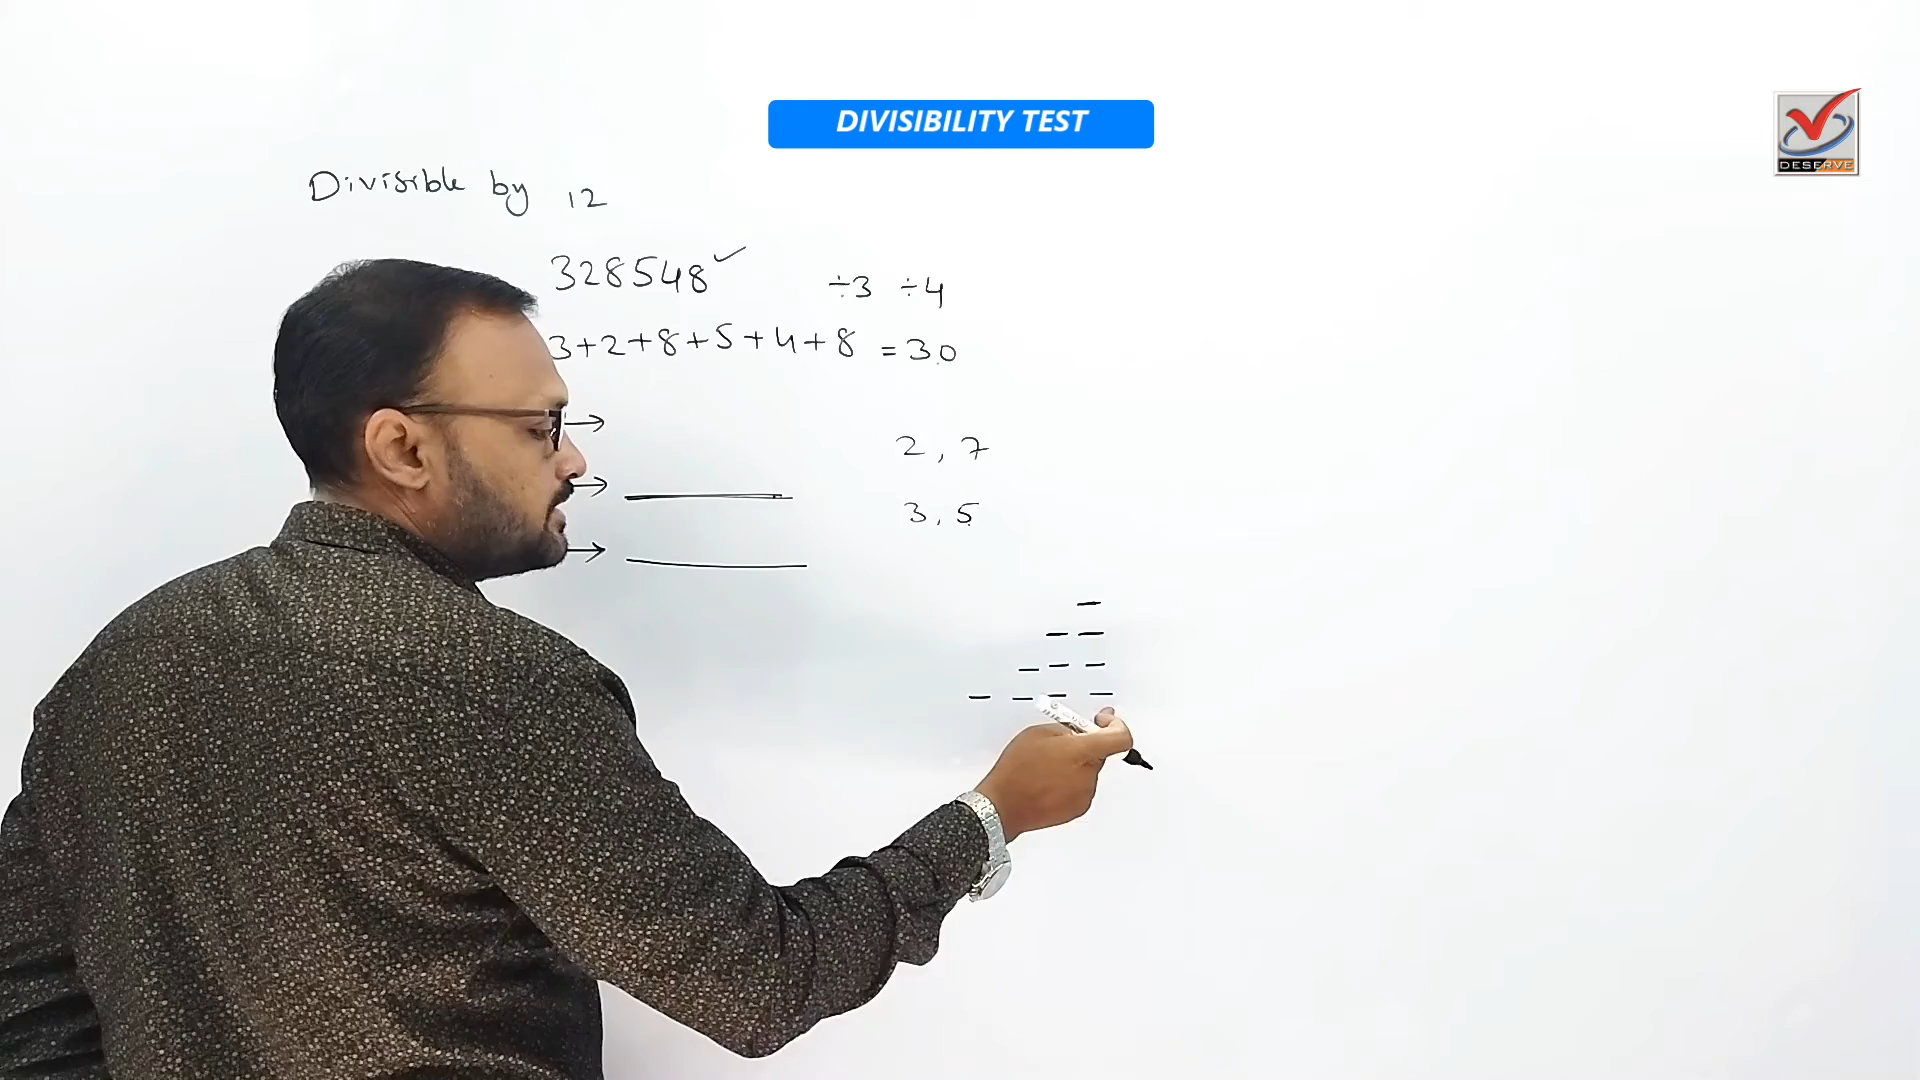 DIVISIBILITY TEST
DESERVE
Divisible by 12
328548✓ ÷3 ÷4
3+2+8+5+4+8 = 30
→
2, 7
→
3, 5
→